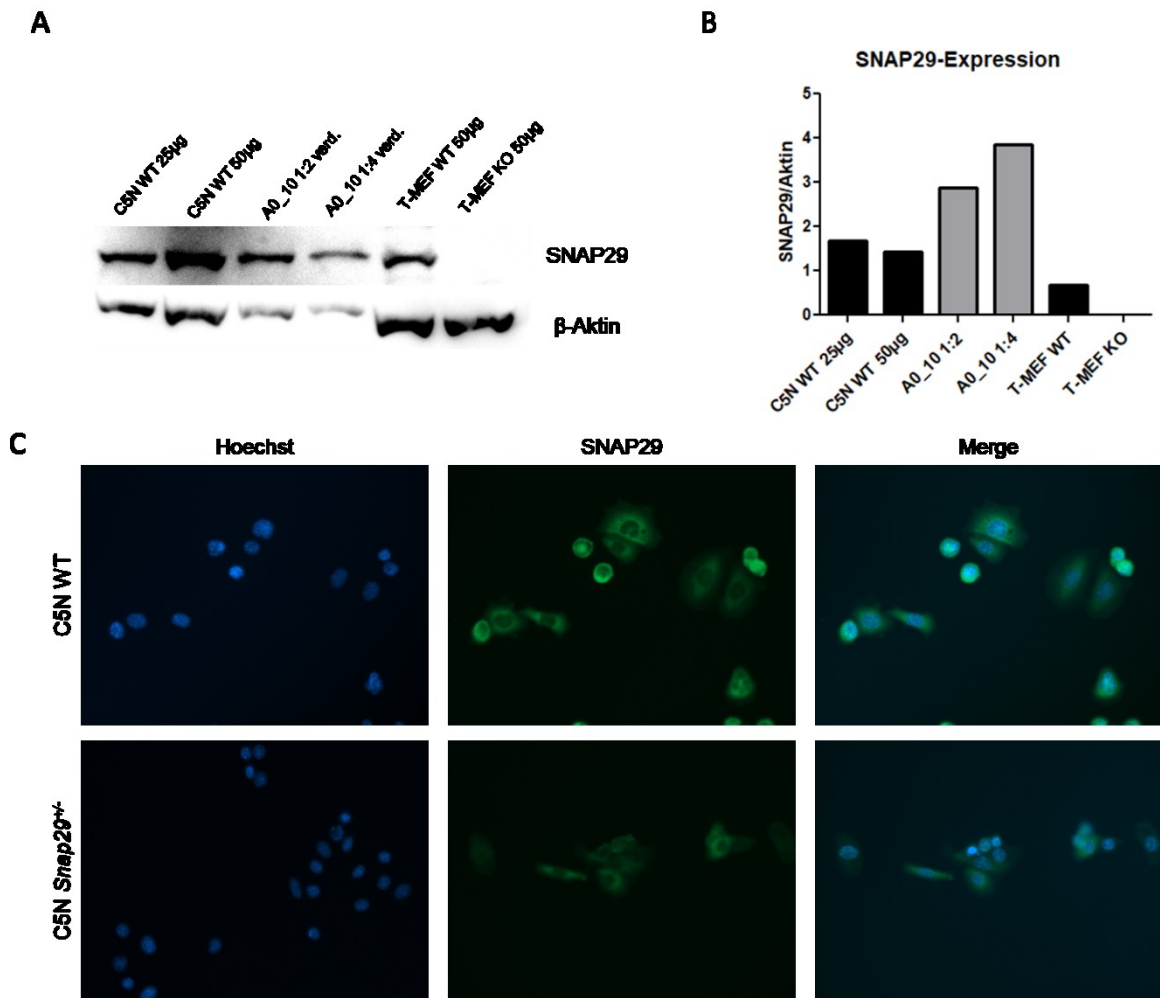 A
C5N WT 25µg
C5N WT 50µg
A0_10 1:2 verd.
A0_10 1:4 verd.
T-MEF WT 50µg
T-MEF KO 50µg
SNAP29
β-Aktin
B
SNAP29-Expression
SNAP29/Aktin
5
4
3
2
1
0
C5N WT 25µg
C5N WT 50µg
A0_10 1:2
A0_10 1:4
T-MEF WT
T-MEF KO
C
Hoechst
SNAP29
Merge
C5N WT
C5N Snap29+/-